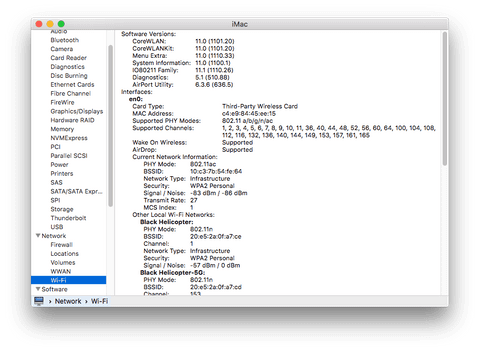 iMac
Audio
Bluetooth
Camera
Card Reader
Diagnostics
Disc Burning
Ethernet Cards
Fibre Channel
FireWire
Graphics/Displays
Hardware RAID
Memory
NVMExpress
PCI
Parallel SCSI
Power
Printers
SAS
SATA/SATA Expr...
SPI
Storage
Thunderbolt
USB
Network
Firewall
Locations
Volumes
WWAN
Wi-Fi
Software
Software Versions:
CoreWLAN: 11.0 (1101.20)
CoreWLANKit: 11.0 (1101.20)
Menu Extra: 11.0 (1110.33)
System Information: 11.0 (1100.1)
IO80211 Family: 11.1 (1110.26)
Diagnostics: 5.1 (510.88)
AirPort Utility: 6.3.6 (636.5)
Interfaces:
en0:
Card Type: Third-Party Wireless Card
MAC Address: c4:e9:84:45:ee:15
Supported PHY Modes: 802.11 a/b/g/n/ac
Supported Channels: 1, 2, 3, 4, 5, 6, 7, 8, 9, 10, 11, 36, 40, 44, 48, 52, 56, 60, 64, 100, 104, 108,
112, 116, 132, 136, 140, 144, 149, 153, 157, 161, 165
Wake On Wireless: Supported
AirDrop: Supported
Current Network Information:
PHY Mode: 802.11ac
BSSID: 10:c3:7b:54:fe:64
Network Type: Infrastructure
Security: WPA2 Personal
Signal / Noise: -83 dBm / -86 dBm
Transmit Rate: 27
MCS Index: 1
Other Local Wi-Fi Networks:
Black Helicopter:
PHY Mode: 802.11n
BSSID: 20:e5:2a:0f:a7:ce
Channel: 1
Network Type: Infrastructure
Security: WPA2 Personal
Signal / Noise: -57 dBm / 0 dBm
Black Helicopter-5G:
PHY Mode: 802.11n
BSSID: 20:e5:2a:0f:a7:cd
Channel: 153
Network › Wi-Fi